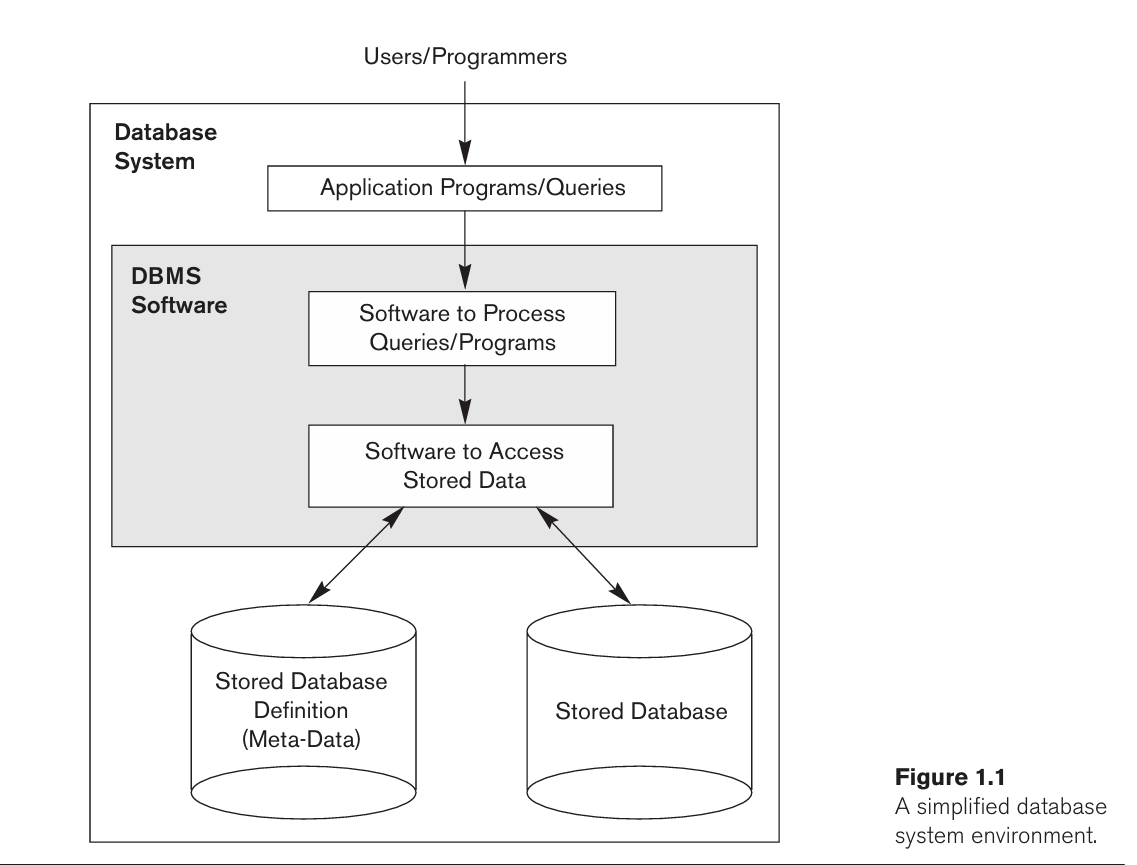 Users/Programmers
Database
System
Application Programs/Queries
DBMS
Software
Software to Process
Queries/Programs
Software to Access
Stored Data
Stored Database
Definition
(Meta-Data)
Stored Database
Figure 1.1
A simplified database
system environment.